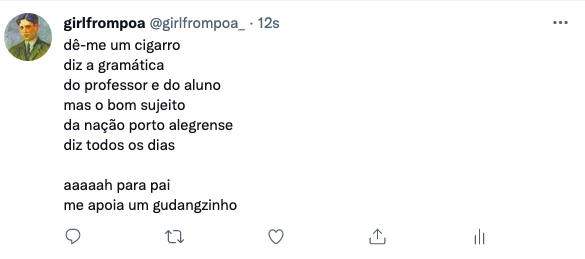 girlfrompoa @girlfrompoa_ · 12s
dê-me um cigarro
diz a gramática
do professor e do aluno
mas o bom sujeito
da nação porto alegrense
diz todos os dias
aaaaah para pai
me apoia um gudangzinho